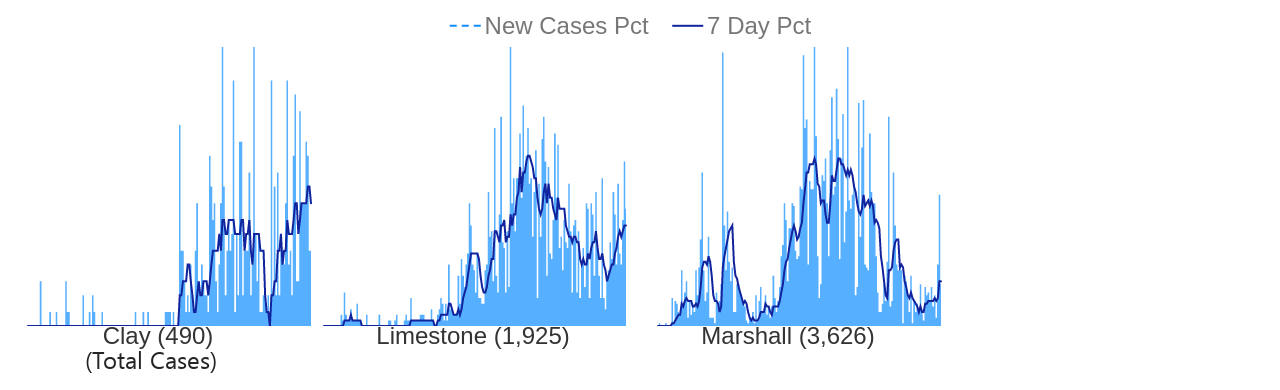 New Cases Pct 7 Day Pct
Clay (490) Limestone (1,925) Marshall (3,626)
(Total Cases)